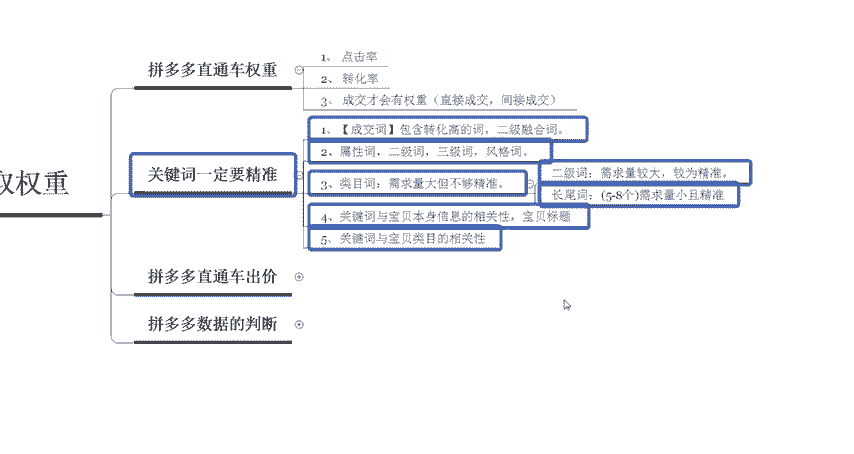 权重
拼多多直通车权重
1、 点击率
2、 转化率
3、 成交才会有权重（直接成交，间接成交）
关键词一定要精准
1、【成交词】包含转化高的词，二级融合词。
2、属性词，二级词，三级词，风格词。
3、类目词：需求量大但不够精准。
二级词：需求量较大，较为精准。
长尾词：(5-8个)需求量小且精准
4、关键词与宝贝本身信息的相关性，宝贝标题
5、关键词与宝贝类目的相关性
拼多多直通车出价
拼多多数据的判断